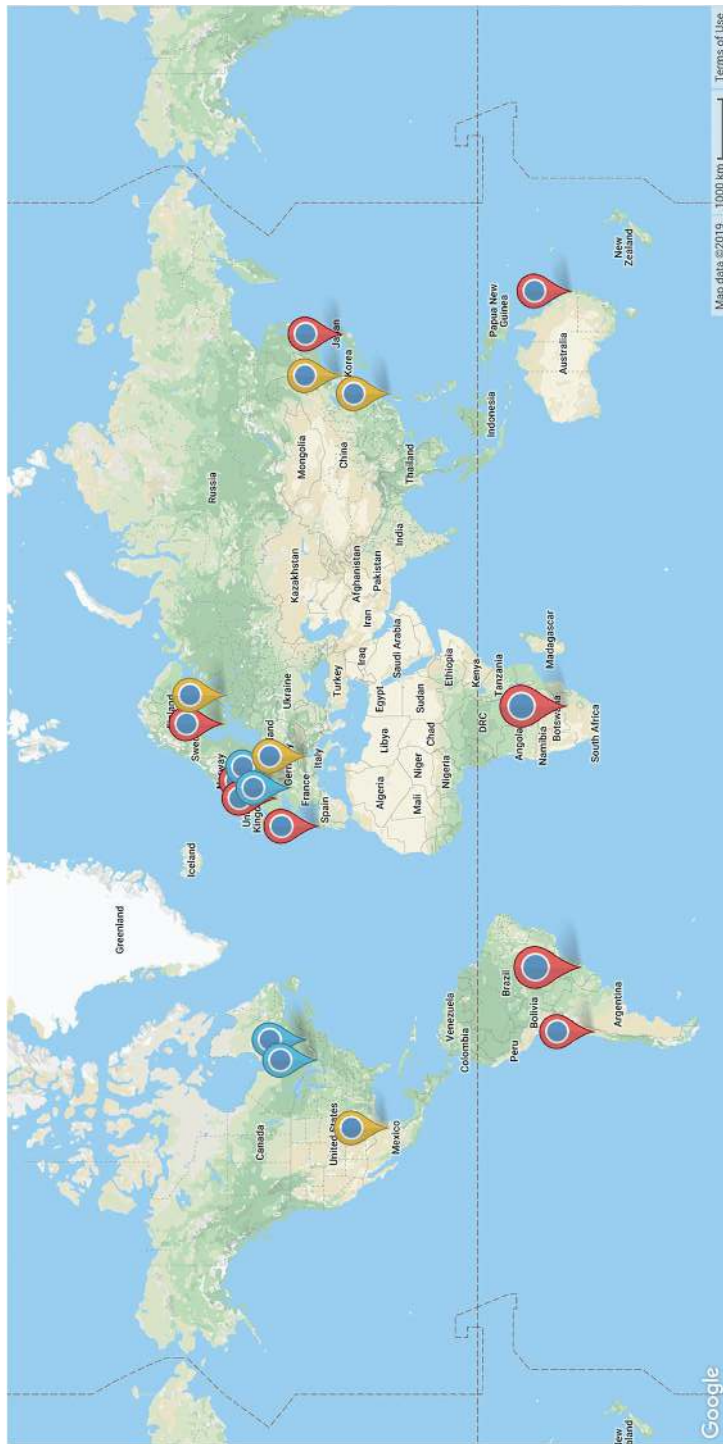 Greenland
Iceland
Norway
Russia
Canada
Ukraine
Kazakhstan
Mongolia
France
Italy
Spain
United States
Turkey
Korea
Japan
China
Afghanistan
Iraq
Iran
Pakistan
Algeria
Libya
Egypt
Saudi Arabia
India
Mexico
Mali
Niger
Chad
Sudan
Thailand
Nigeria
Ethiopia
Venezuela
Colombia
Kenya
DRC
Indonesia
Papua New
Guinea
Tanzania
Peru
Brazil
Angola
Bolivia
Namibia
Botswana
Madagascar
Australia
South Africa
Argentina
New
Zealand
New
Google
Map data ©2019
1000 km
Terms of Use